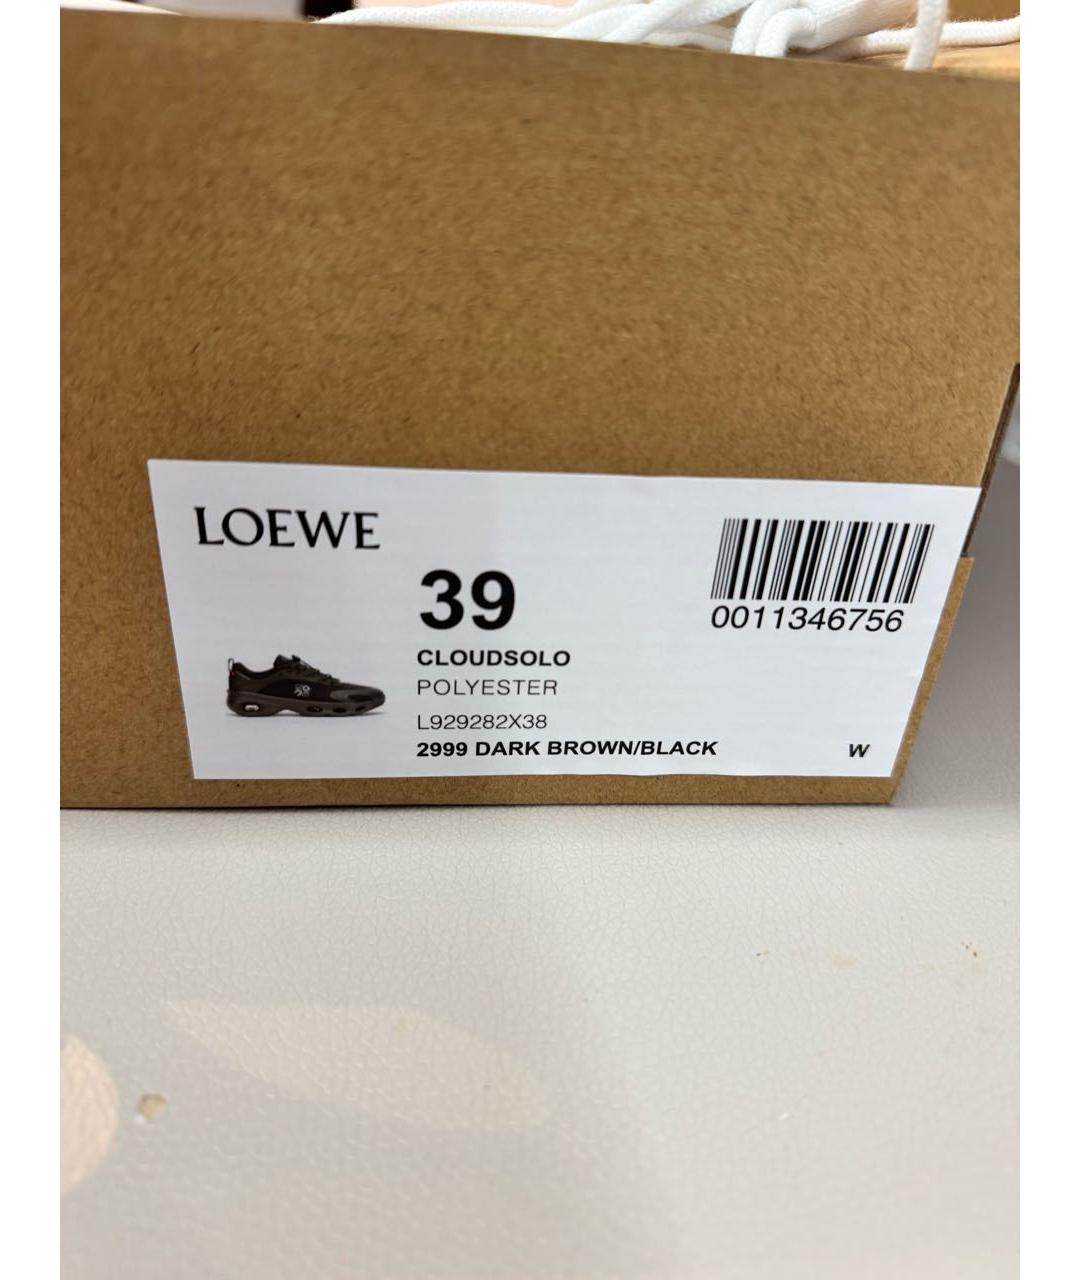 LOEWE
39
0011346756
CLOUDSOLO
POLYESTER
L929282X38
2999 DARK BROWN/BLACK
W